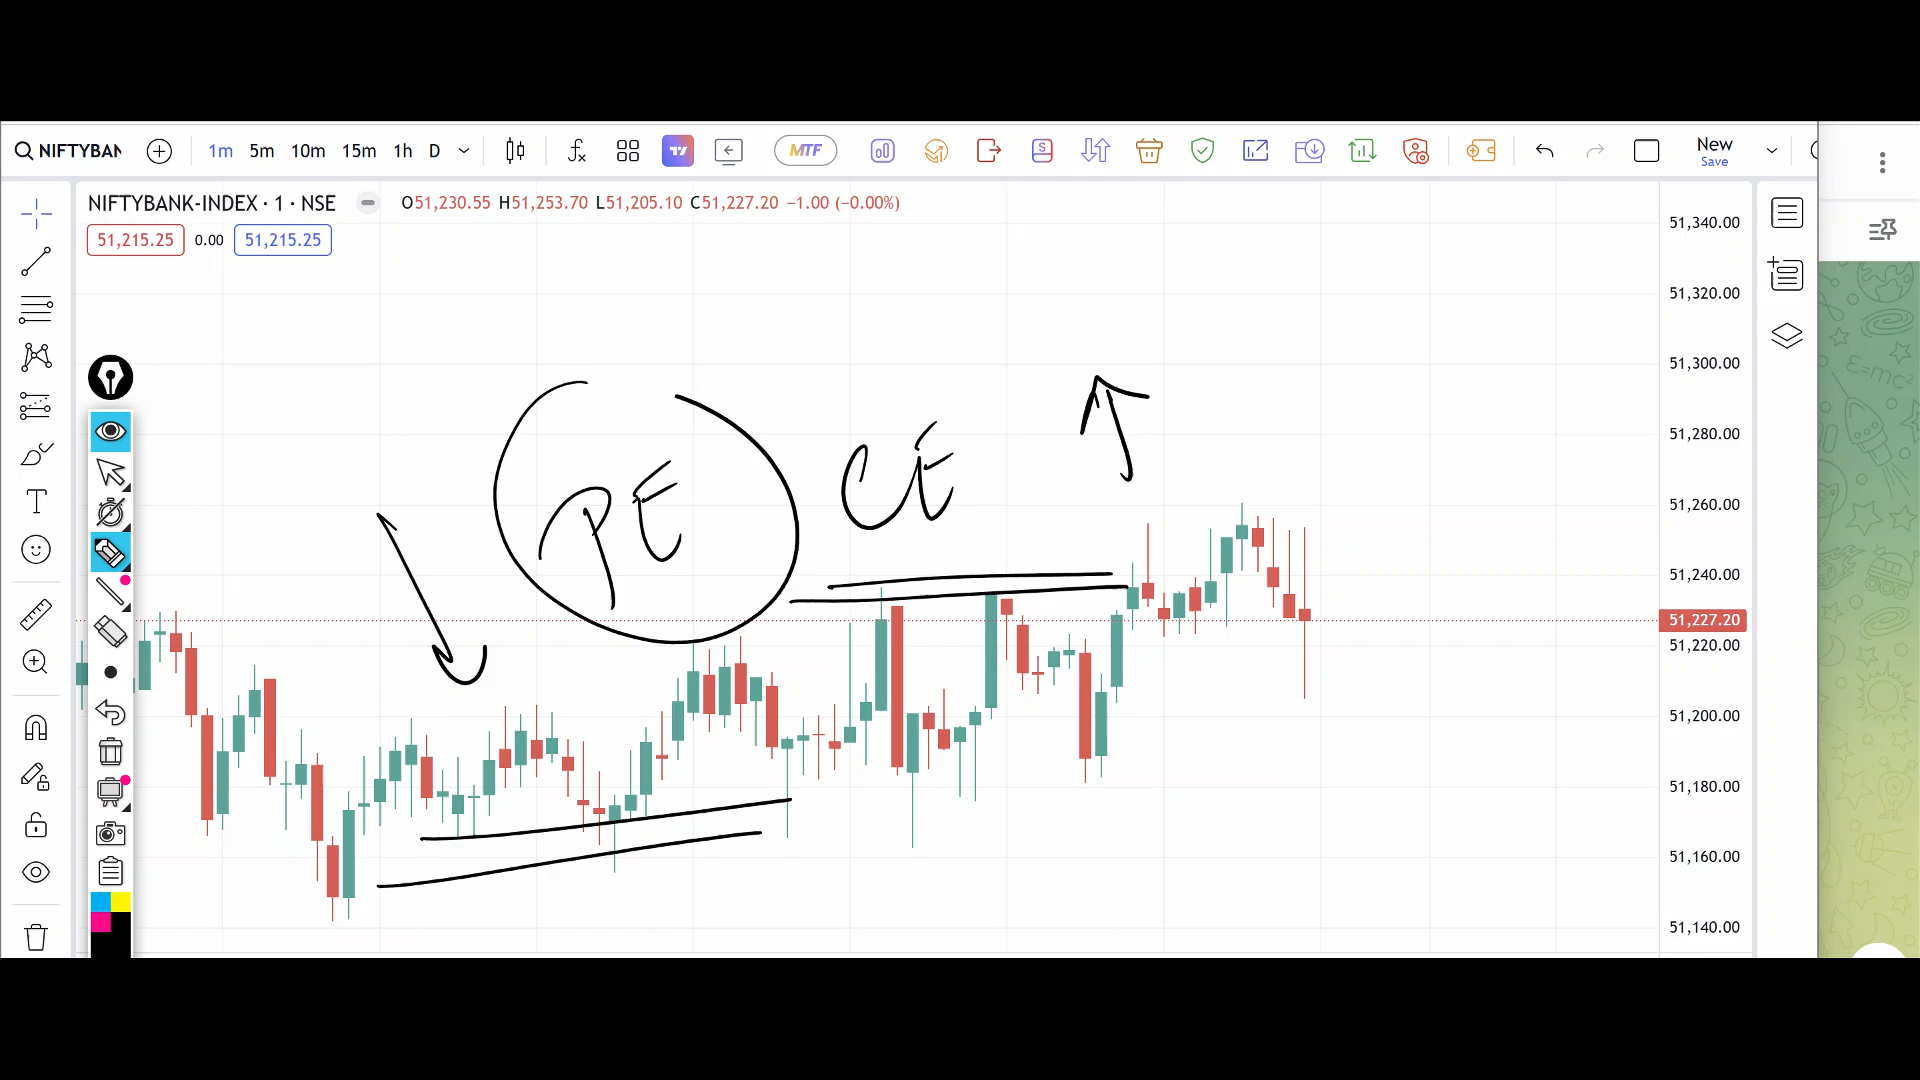 NIFTYBAN
1m 5m 10m 15m 1h D
MTF
New
Save
NIFTYBANK-INDEX · 1 · NSE
O51,230.55 H51,253.70 L51,205.10 C51,227.20 −1.00 (−0.00%)
51,215.25 0.00 51,215.25
51,340.00
51,320.00
51,300.00
51,280.00
51,260.00
51,240.00
51,227.20
51,220.00
51,200.00
51,180.00
51,160.00
51,140.00
PE
CE